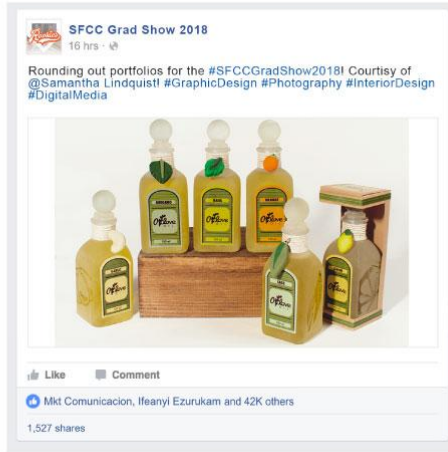 SFCC Grad Show 2018
16 hrs ·
Rounding out portfolios for the #SFCCGradShow2018! Courtisy of
@Samantha Lindquist! #GraphicDesign #Photography #InteriorDesign
#DigitalMedia
Like Comment
Mkt Comunicacion, Ifeanyi Ezurukam and 42K others
1,527 shares